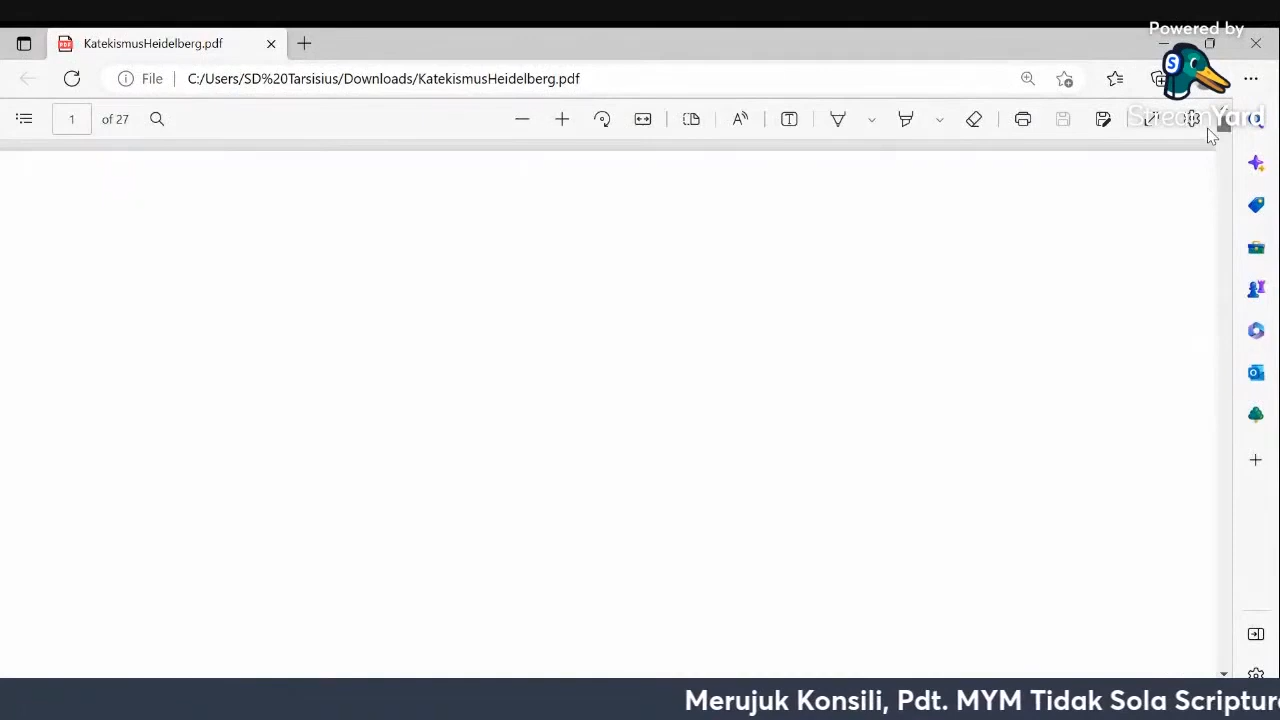 Powered by
KatekismusHeidelberg.pdf
File
C:/Users/SD%20Tarsisius/Downloads/KatekismusHeidelberg.pdf
1 of 27
StreamYard
Merujuk Konsili, Pdt. MYM Tidak Sola Scriptur